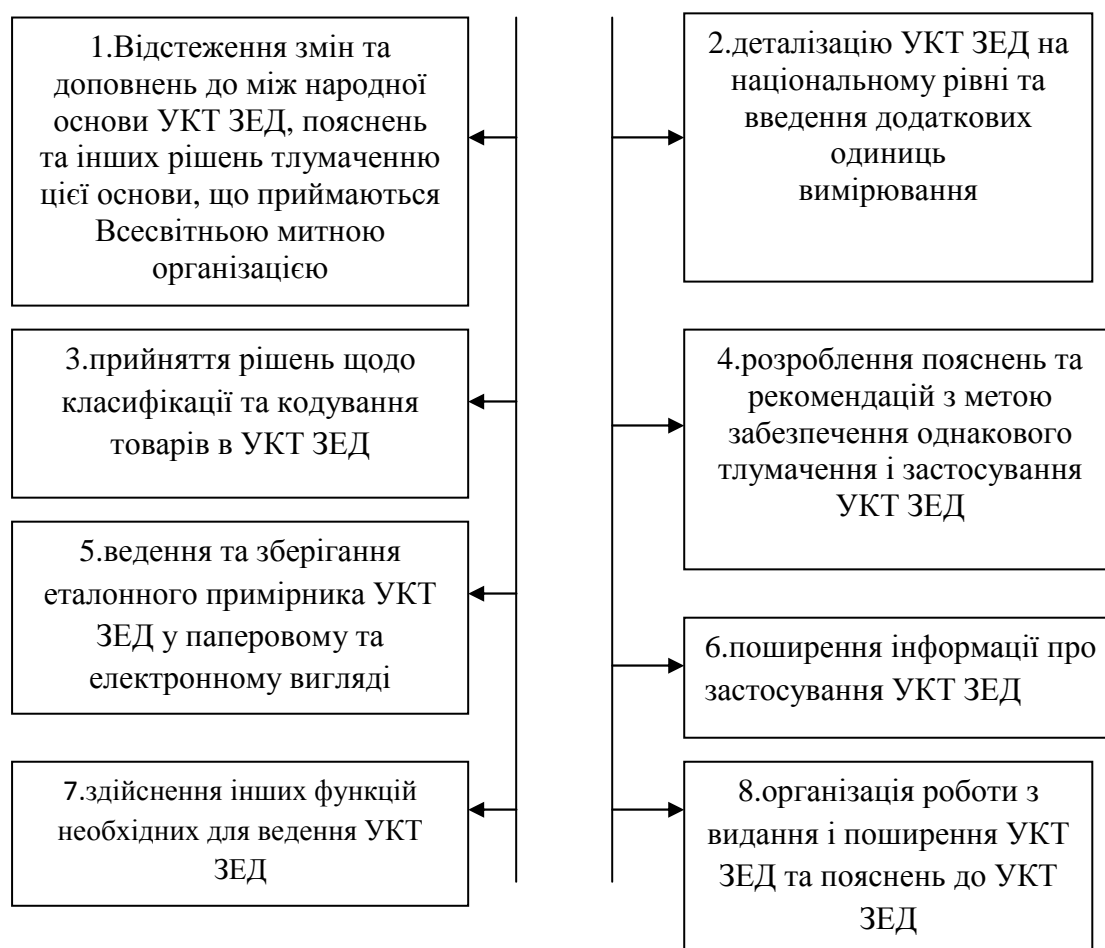 1.Відстеження змін та
доповнень до між народної
основи УКТ ЗЕД, пояснень
та інших рішень тлумаченню
цієї основи, що приймаються
Всесвітньою митною
організацією
2.деталізацію УКТ ЗЕД на
національному рівні та
введення додаткових
одиниць
вимірювання
3.прийняття рішень щодо
класифікації та кодування
товарів в УКТ ЗЕД
4.розроблення пояснень та
рекомендацій з метою
забезпечення однакового
тлумачення і застосування
УКТ ЗЕД
5.ведення та зберігання
еталонного примірника УКТ
ЗЕД у паперовому та
електронному вигляді
6.поширення інформації про
застосування УКТ ЗЕД
7.здійснення інших функцій
необхідних для ведення УКТ
ЗЕД
8.організація роботи з
видання і поширення УКТ
ЗЕД та пояснень до УКТ
ЗЕД